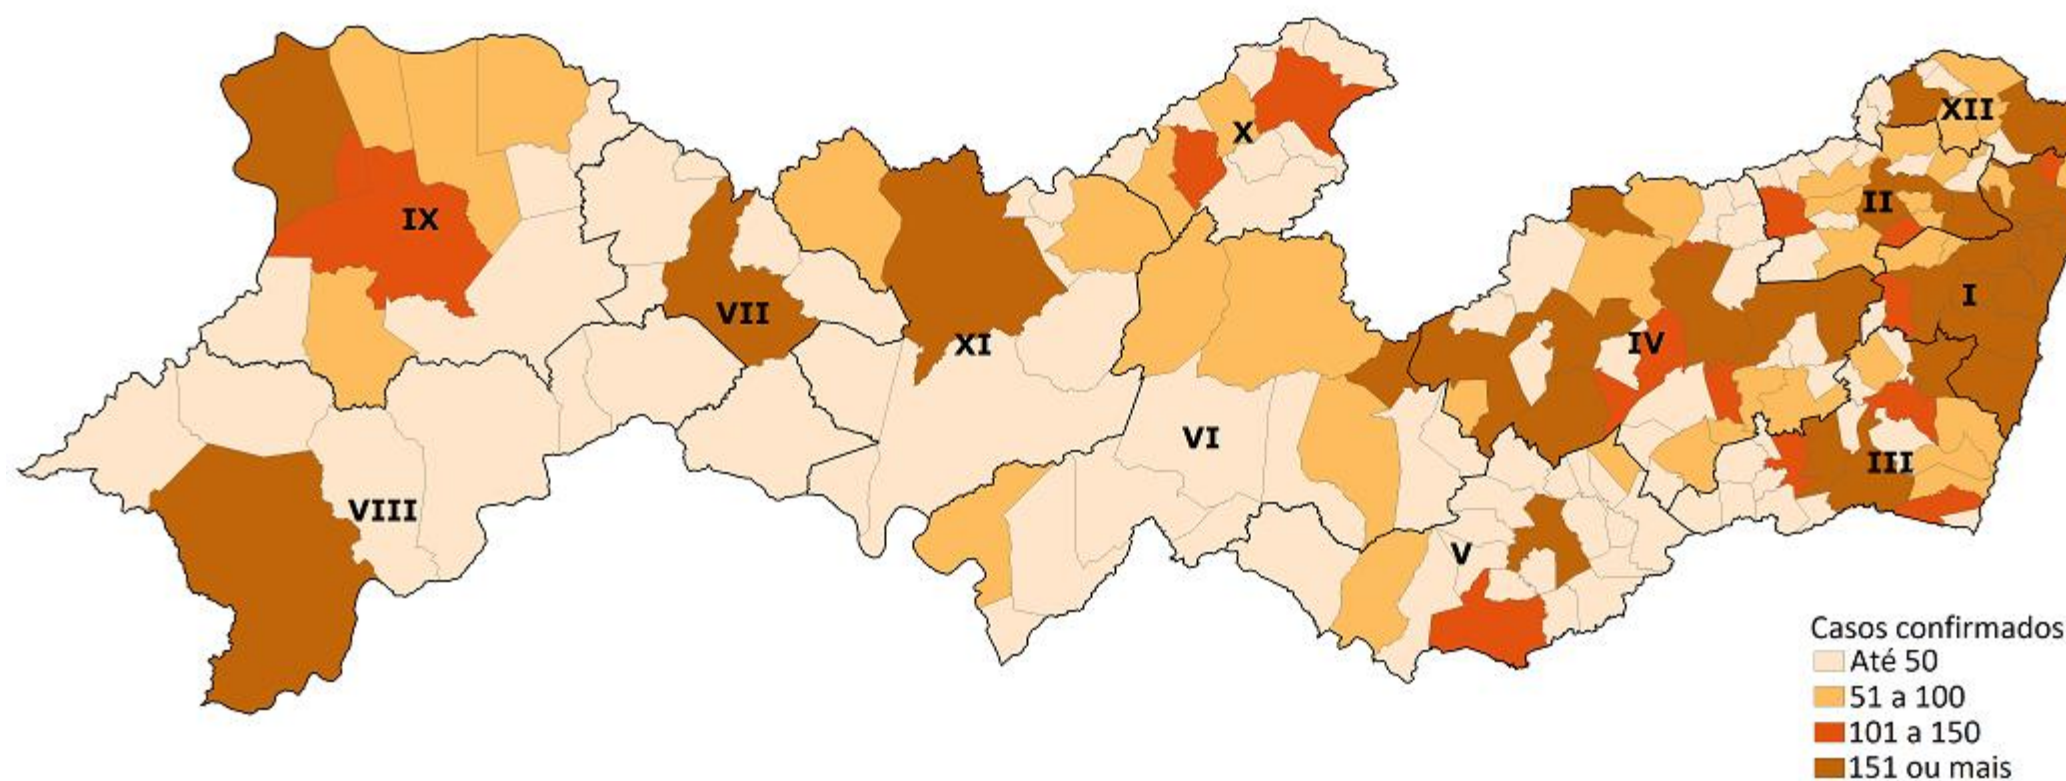 XII
X
II
IX
I
VII
IV
XI
VI
III
VIII
V
Casos confirmados
Até 50
51 a 100
101 a 150
151 ou mais